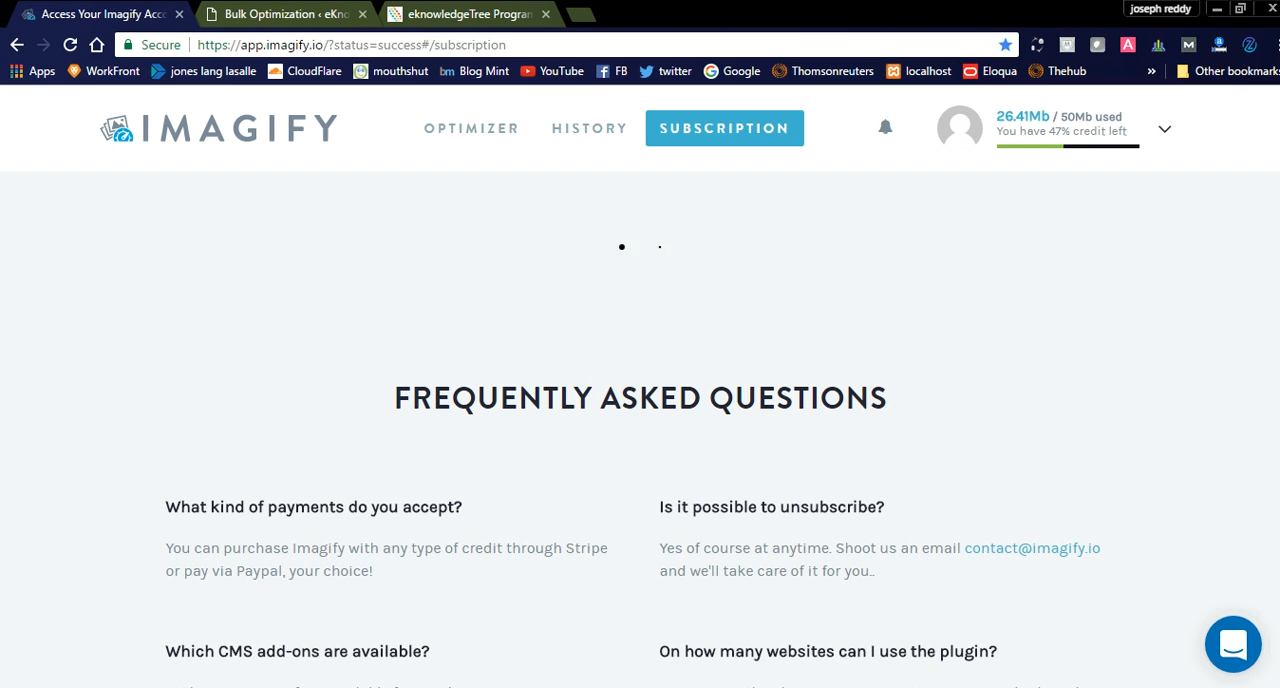 joseph reddy
Access Your Imagify Acc
Bulk Optimization ‹ eKno
eknowledgeTree Program
Secure
https://app.imagify.io/?status=success#/subscription
Apps
WorkFront
jones lang lasalle
CloudFlare
mouthshut
bm Blog Mint
YouTube
FB
twitter
Google
Thomsonreuters
localhost
Eloqua
Thehub
»
Other bookmarks
IMAGIFY
OPTIMIZER
HISTORY
SUBSCRIPTION
26.41Mb / 50Mb used
You have 47% credit left
FREQUENTLY ASKED QUESTIONS
What kind of payments do you accept?
You can purchase Imagify with any type of credit through Stripe
or pay via Paypal, your choice!
Is it possible to unsubscribe?
Yes of course at anytime. Shoot us an email contact@imagify.io
and we'll take care of it for you..
Which CMS add-ons are available?
On how many websites can I use the plugin?